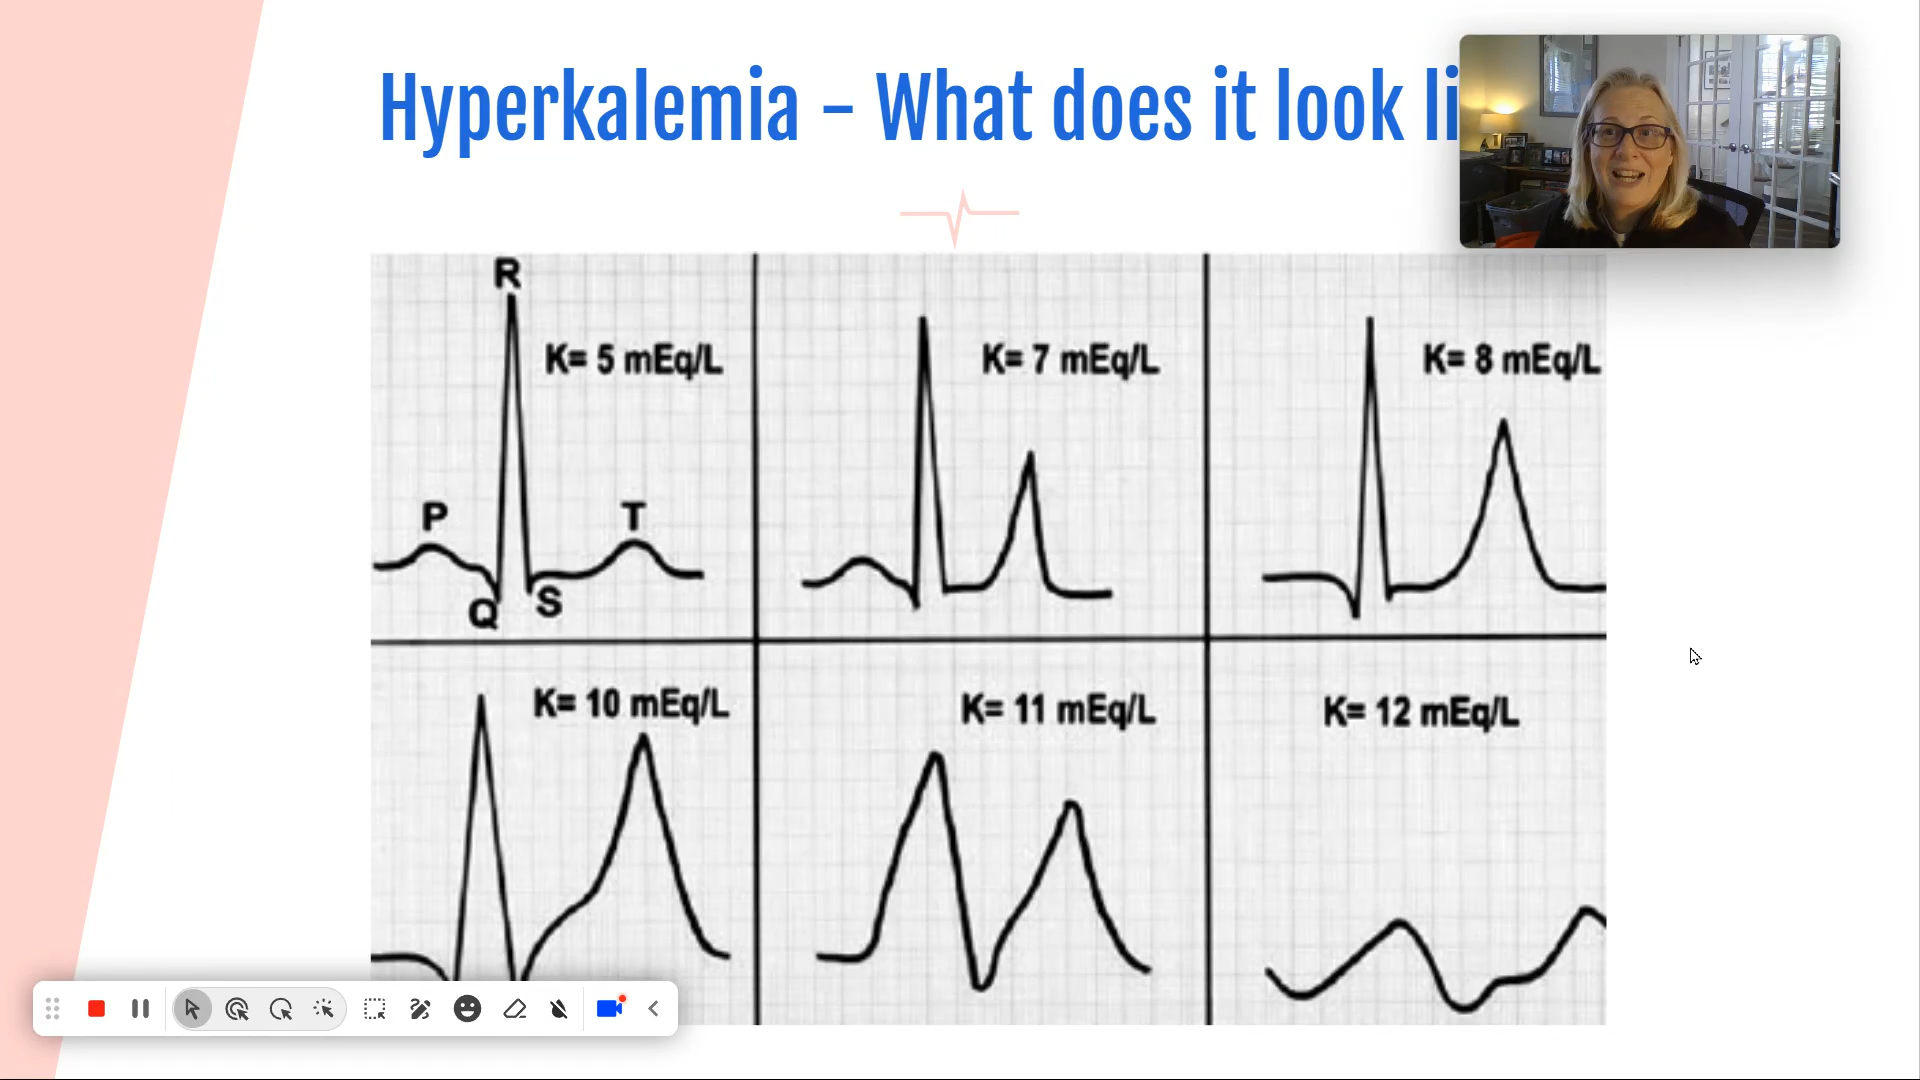 Hyperkalemia – What does it look li
R
K= 5 mEq/L
P
T
Q
S
K= 7 mEq/L
K= 8 mEq/L
K= 10 mEq/L
K= 11 mEq/L
K= 12 mEq/L